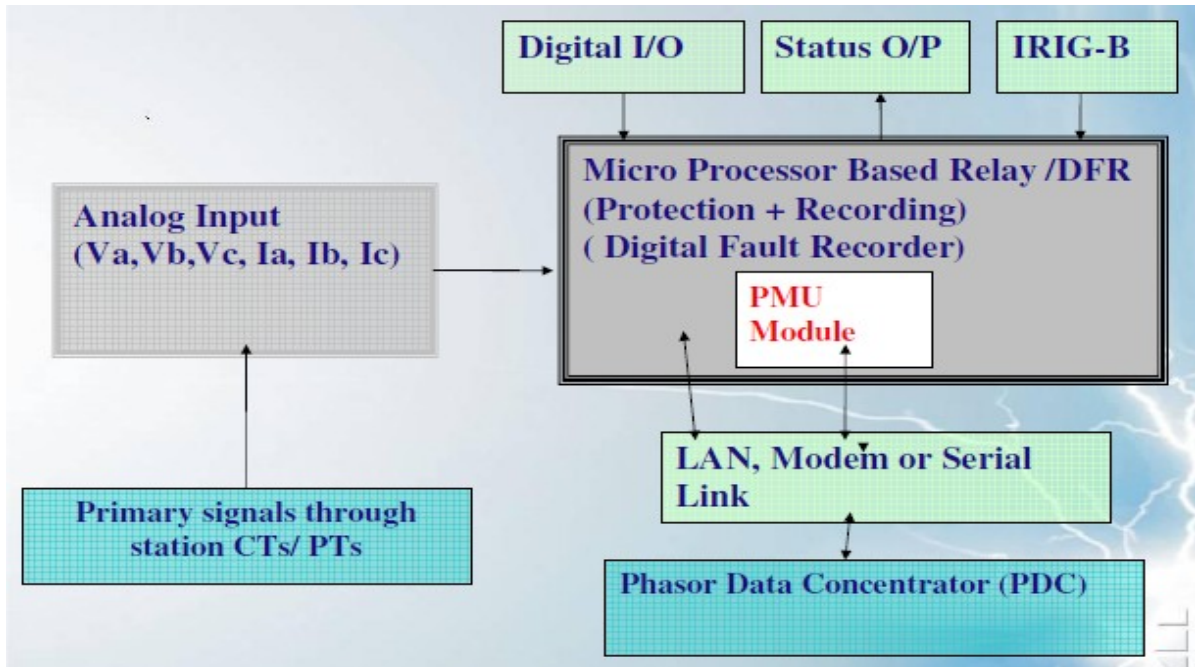 Digital I/O
Status O/P
IRIG-B
Micro Processor Based Relay /DFR
(Protection + Recording)
( Digital Fault Recorder)
PMU
Module
Analog Input
(Va,Vb,Vc, Ia, Ib, Ic)
LAN, Modem or Serial
Link
Primary signals through
station CTs/ PTs
Phasor Data Concentrator (PDC)